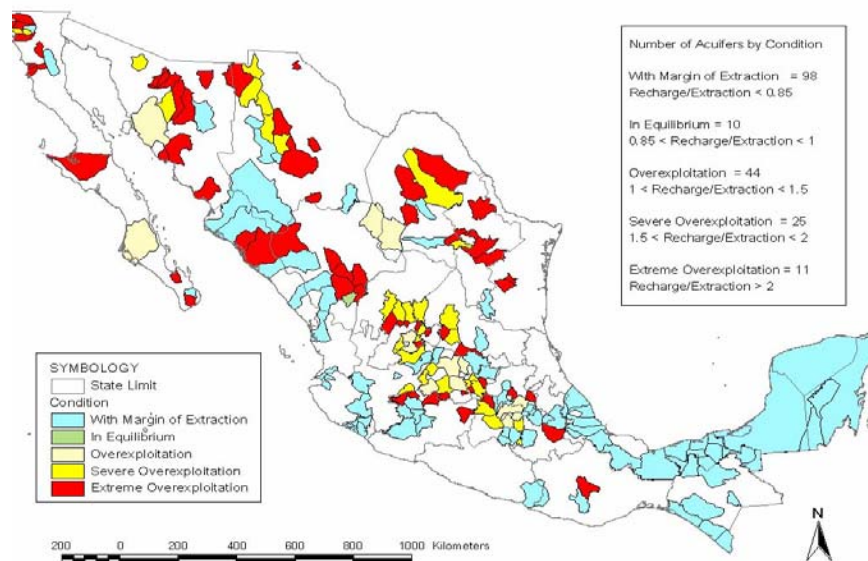 Number of Acuifers by Condition
With Margin of Extraction = 98
Recharge/Extraction < 0.85
In Equilibrium = 10
0.85 < Recharge/Extraction < 1
Overexploitation = 44
1 < Recharge/Extraction < 1.5
Severe Overexploitation = 25
1.5 < Recharge/Extraction < 2
Extreme Overexploitation = 11
Recharge/Extraction > 2
SYMBOLOGY
State Limit
Condition
With Margin of Extraction
In Equilibrium
Overexploitation
Severe Overexploitation
Extreme Overexploitation
N
200 0 200 400 600 800 1000 Kilometers